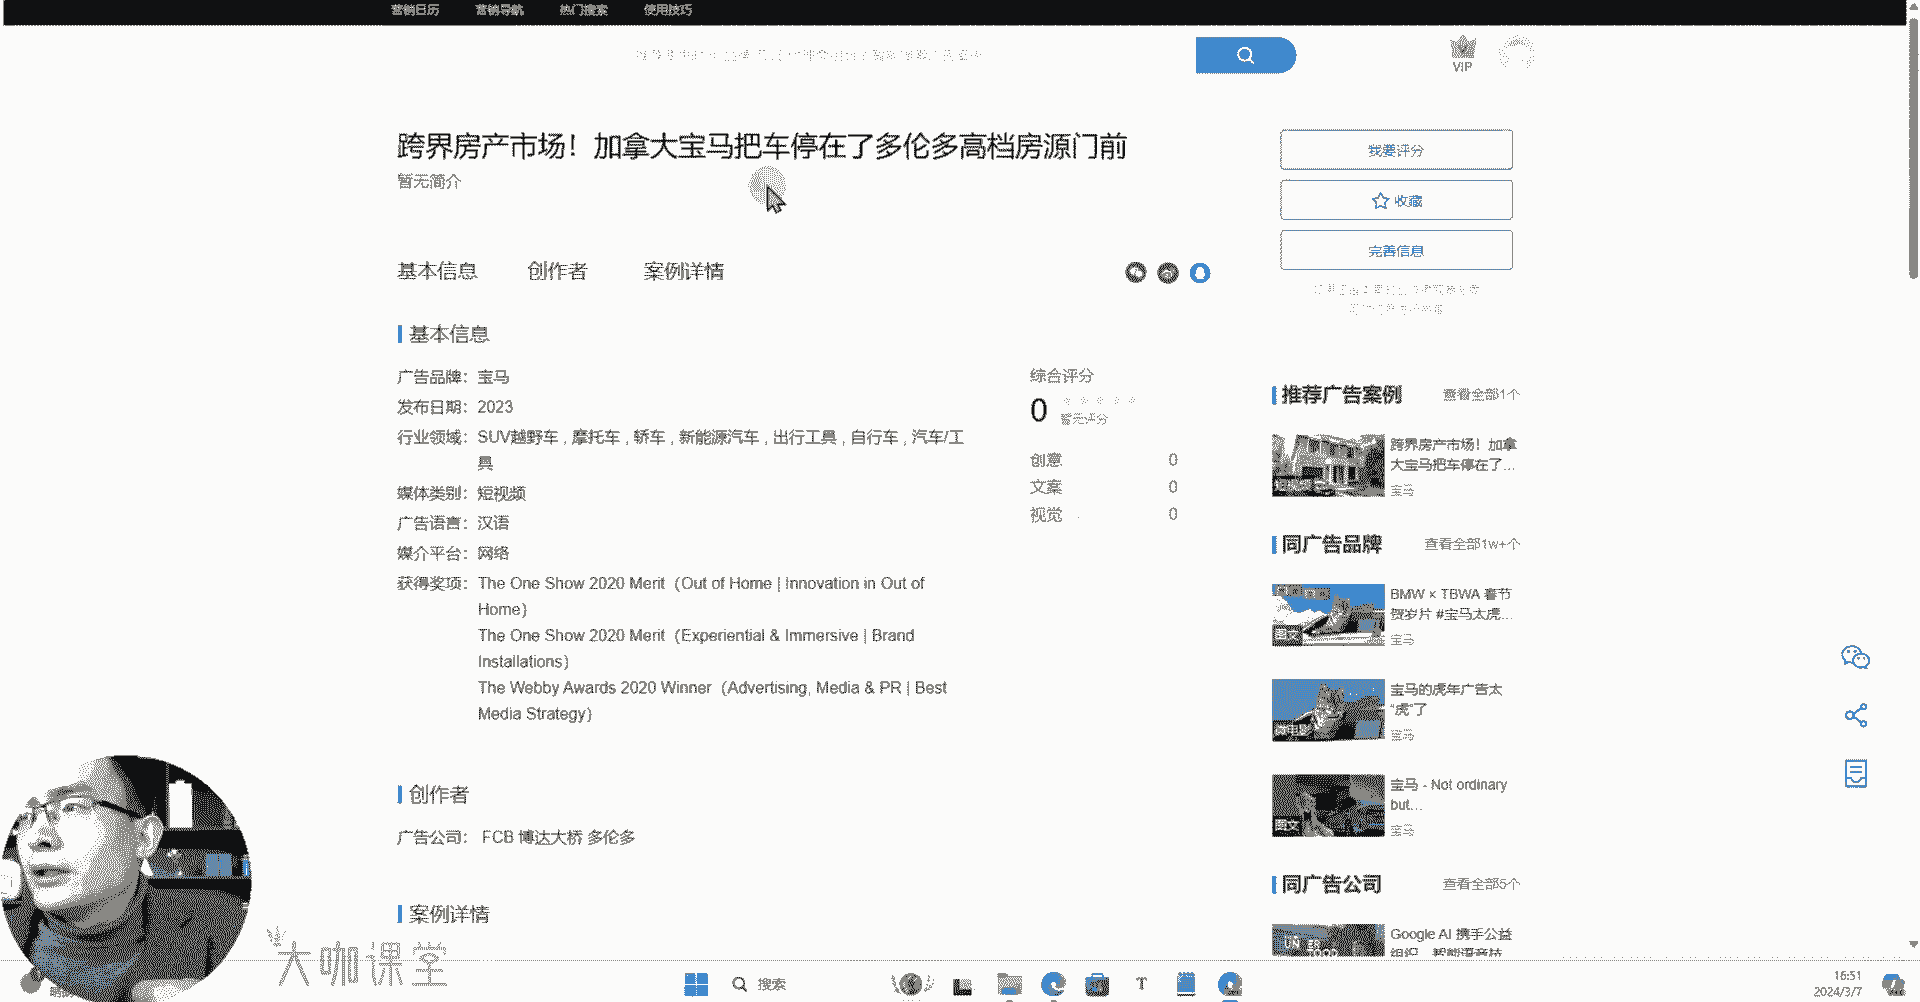 营销日历 营销导航 热门搜索 使用技巧
VIP
跨界房产市场！加拿大宝马把车停在了多伦多高档房源门前
暂无简介
我要评分
收藏
完善信息
基本信息 创作者 案例详情
基本信息
广告品牌： 宝马
发布日期： 2023
行业领域： SUV越野车 , 摩托车 , 轿车 , 新能源汽车 , 出行工具 , 自行车 , 汽车/工
具
媒体类别： 短视频
广告语言： 汉语
媒介平台： 网络
获得奖项： The One Show 2020 Merit（Out of Home | Innovation in Out of
Home）
The One Show 2020 Merit（Experiential & Immersive | Brand
Installations）
The Webby Awards 2020 Winner（Advertising, Media & PR | Best
Media Strategy）
综合评分
0 暂无评分
创意 0
文案 0
视觉 0
创作者
广告公司： FCB 博达大桥 多伦多
案例详情
推荐广告案例 查看全部1个
跨界房产市场！加拿
大宝马把车停在了...
宝马
同广告品牌 查看全部1w+个
BMW × TBWA 春节
贺岁片 #宝马太虎...
宝马
图文
宝马的虎年广告太
“虎”了
宝马
微电影
宝马 - Not ordinary
but...
宝马
图文
同广告公司 查看全部5个
Google AI 携手公益
大咖课堂
搜索
16:51
2024/3/7